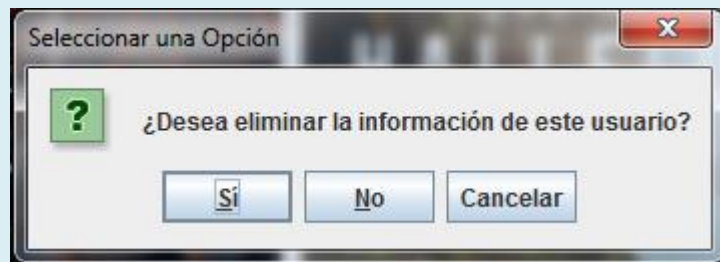 Seleccionar una Opción
¿Desea eliminar la información de este usuario?
Sí No Cancelar